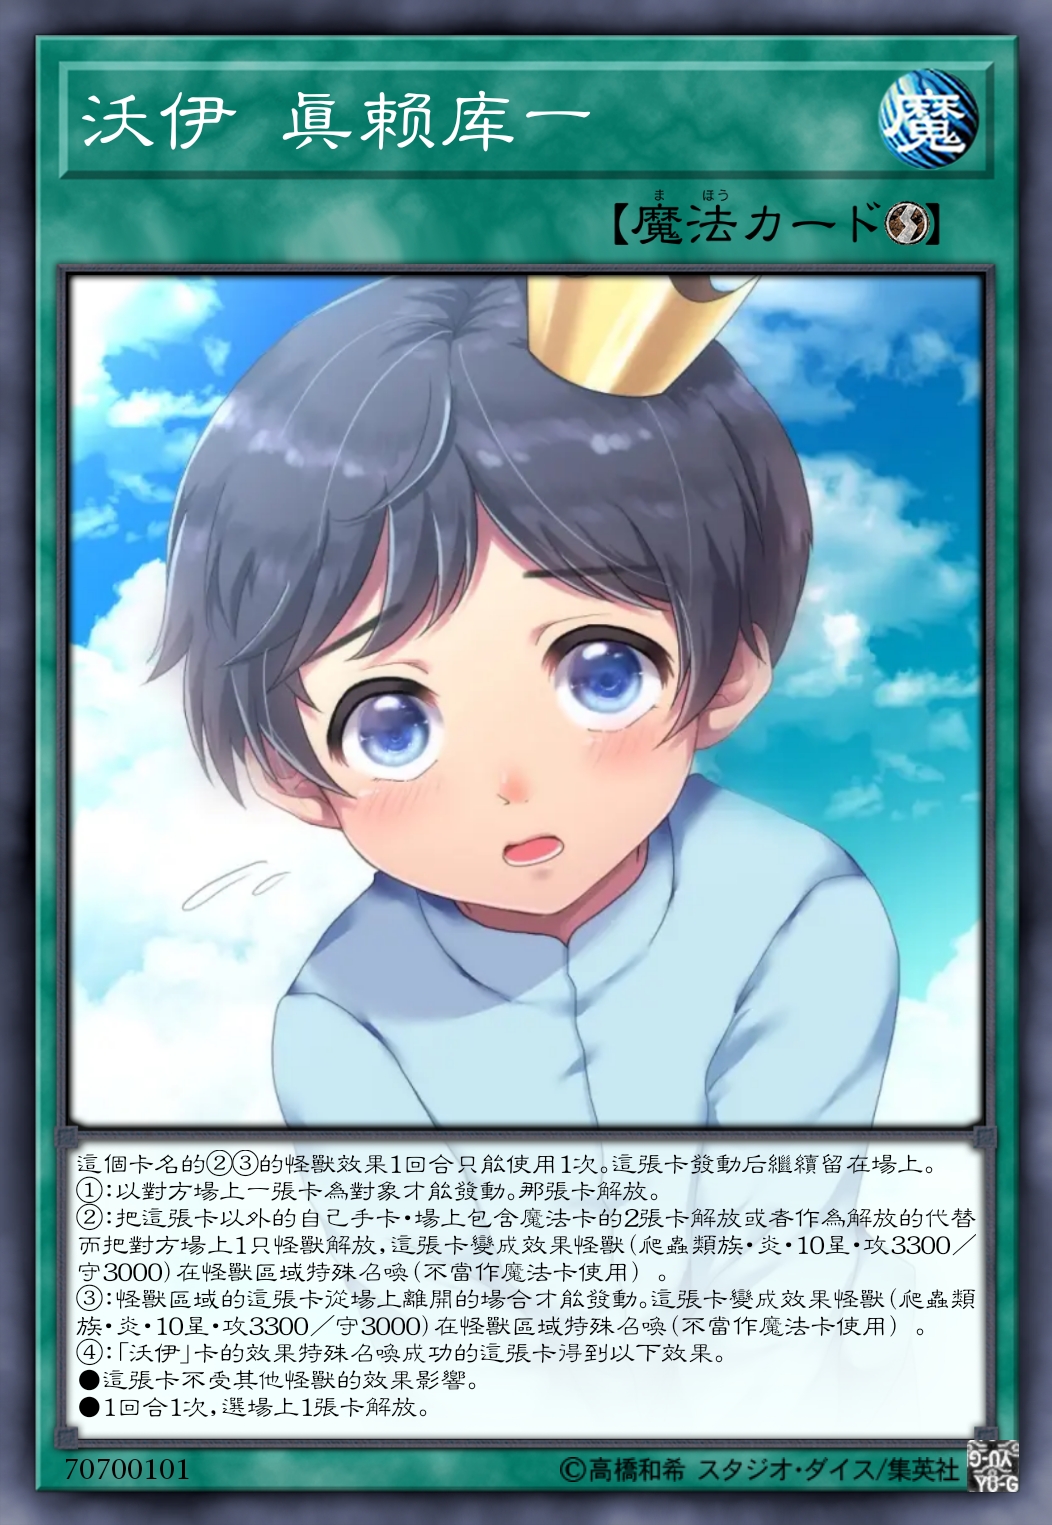 沃伊 眞赖库一
魔
ま ほう
【魔法カード】
這個卡名的②③的怪獸效果1回合只能使用1次。這張卡發動后繼續留在場上。
①：以對方場上一張卡為對象才能發動。那張卡解放。
②：把這張卡以外的自己手卡・場上包含魔法卡的2張卡解放或者作為解放的代替
而把對方場上1只怪獸解放，這張卡變成效果怪獸（爬蟲類族・炎・10星・攻3300／
守3000）在怪獸區域特殊召喚（不當作魔法卡使用）。
③：怪獸區域的這張卡從場上離開的場合才能發動。這張卡變成效果怪獸（爬蟲類
族・炎・10星・攻3300／守3000）在怪獸區域特殊召喚（不當作魔法卡使用）。
④：「沃伊」卡的效果特殊召喚成功的這張卡得到以下效果。
●這張卡不受其他怪獸的效果影響。
●1回合1次，選場上1張卡解放。
70700101
©高橋和希 スタジオ・ダイス/集英社
YU-G
YU-G